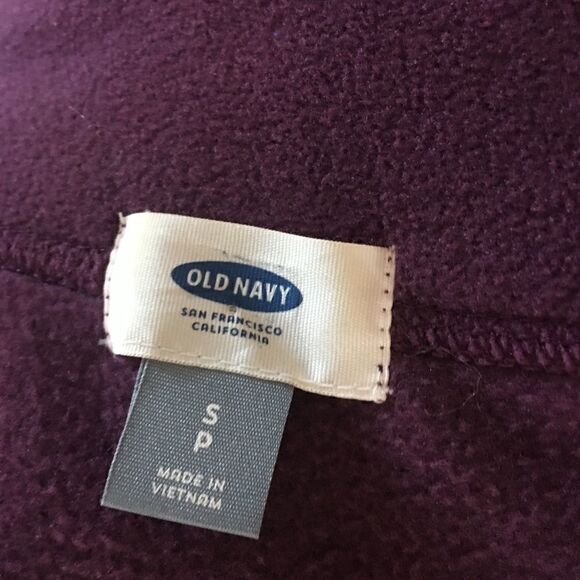 OLD NAVY
®
SAN FRANCISCO
CALIFORNIA
S
P
MADE IN
VIETNAM